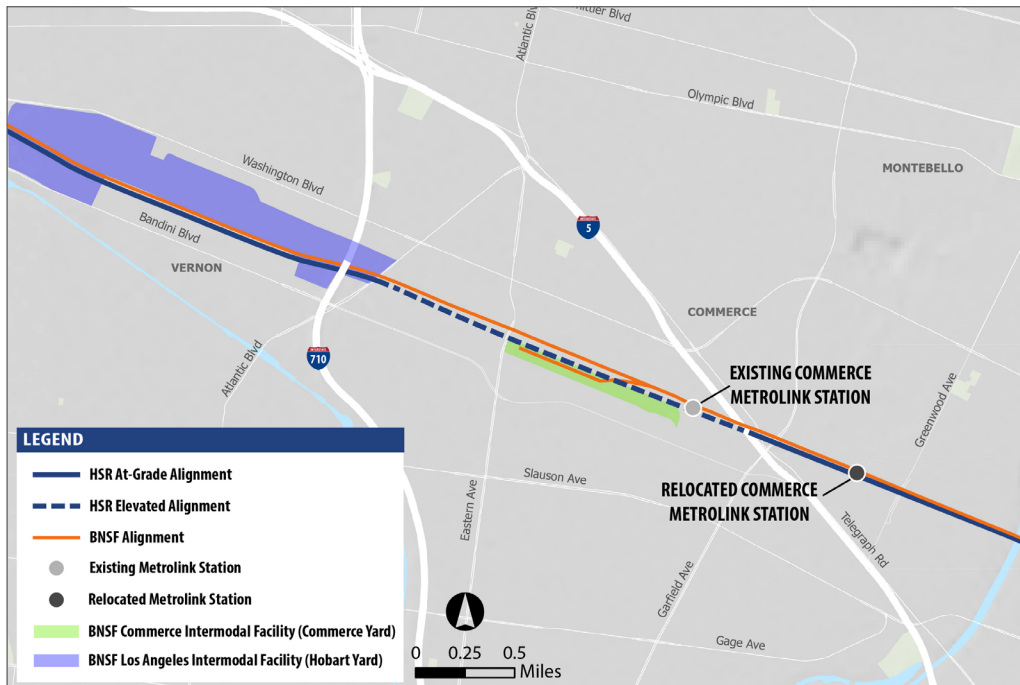 ittier Blvd
Atlantic Blvd
Olympic Blvd
MONTEBELLO
Washington Blvd
INTERSTATE
5
Bandini Blvd
VERNON
COMMERCE
INTERSTATE
710
Atlantic Blvd
EXISTING COMMERCE
METROLINK STATION
Greenwood Ave
RELOCATED COMMERCE
METROLINK STATION
Slauson Ave
Eastern Ave
Telegraph Rd
Garfield Ave
Gage Ave
LEGEND
HSR At-Grade Alignment
HSR Elevated Alignment
BNSF Alignment
Existing Metrolink Station
Relocated Metrolink Station
BNSF Commerce Intermodal Facility (Commerce Yard)
BNSF Los Angeles Intermodal Facility (Hobart Yard)
0 0.25 0.5
Miles